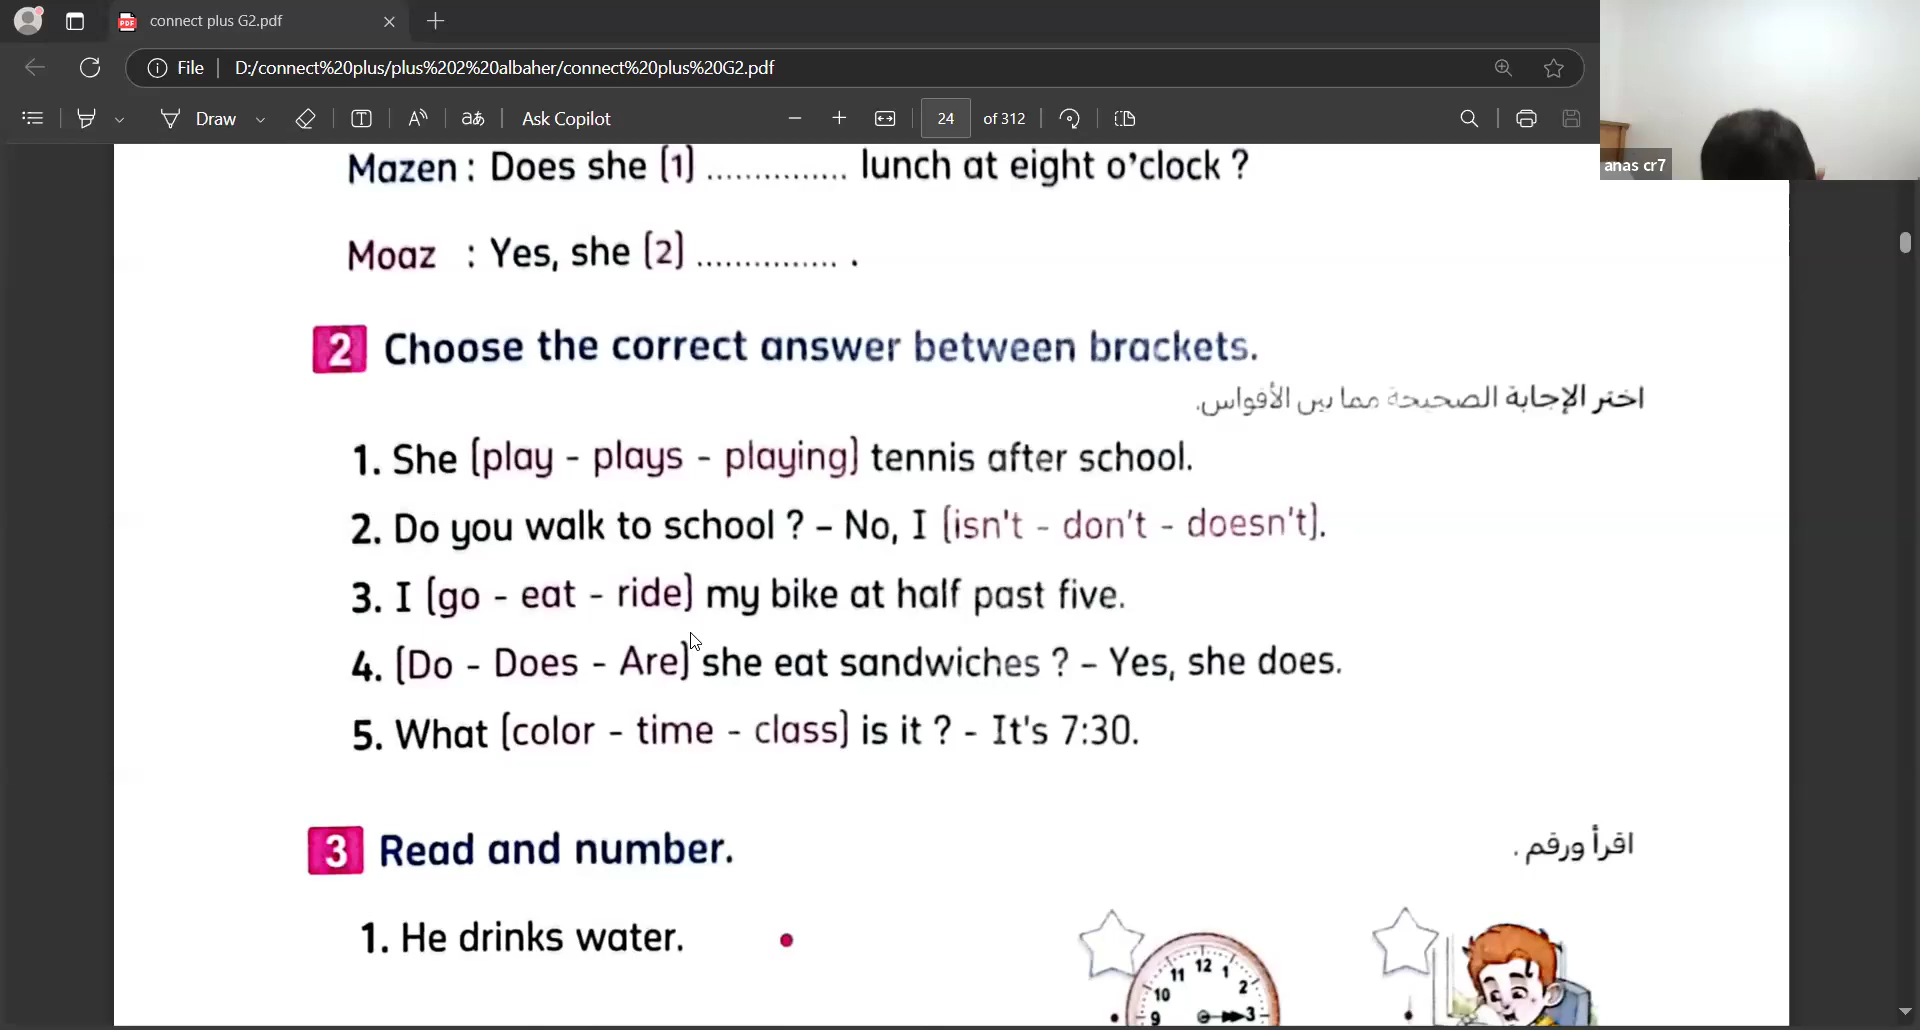 connect plus G2.pdf
File D:/connect%20plus/plus%202%20albaher/connect%20plus%20G2.pdf
Draw aあ Ask Copilot 24 of 312
anas cr7
Mazen : Does she (1) ............... lunch at eight o'clock ?
Moaz : Yes, she (2) ............... .
2 Choose the correct answer between brackets.
اختر الإجابة الصحيحة مما بين الأقواس.
1. She (play - plays - playing) tennis after school.
2. Do you walk to school ? – No, I (isn't - don't - doesn't).
3. I (go - eat - ride) my bike at half past five.
4. (Do - Does - Are) she eat sandwiches ? – Yes, she does.
5. What (color - time - class) is it ? - It's 7:30.
3 Read and number.
اقرأ ورقم .
1. He drinks water.
11 12 1
10 2
9 3